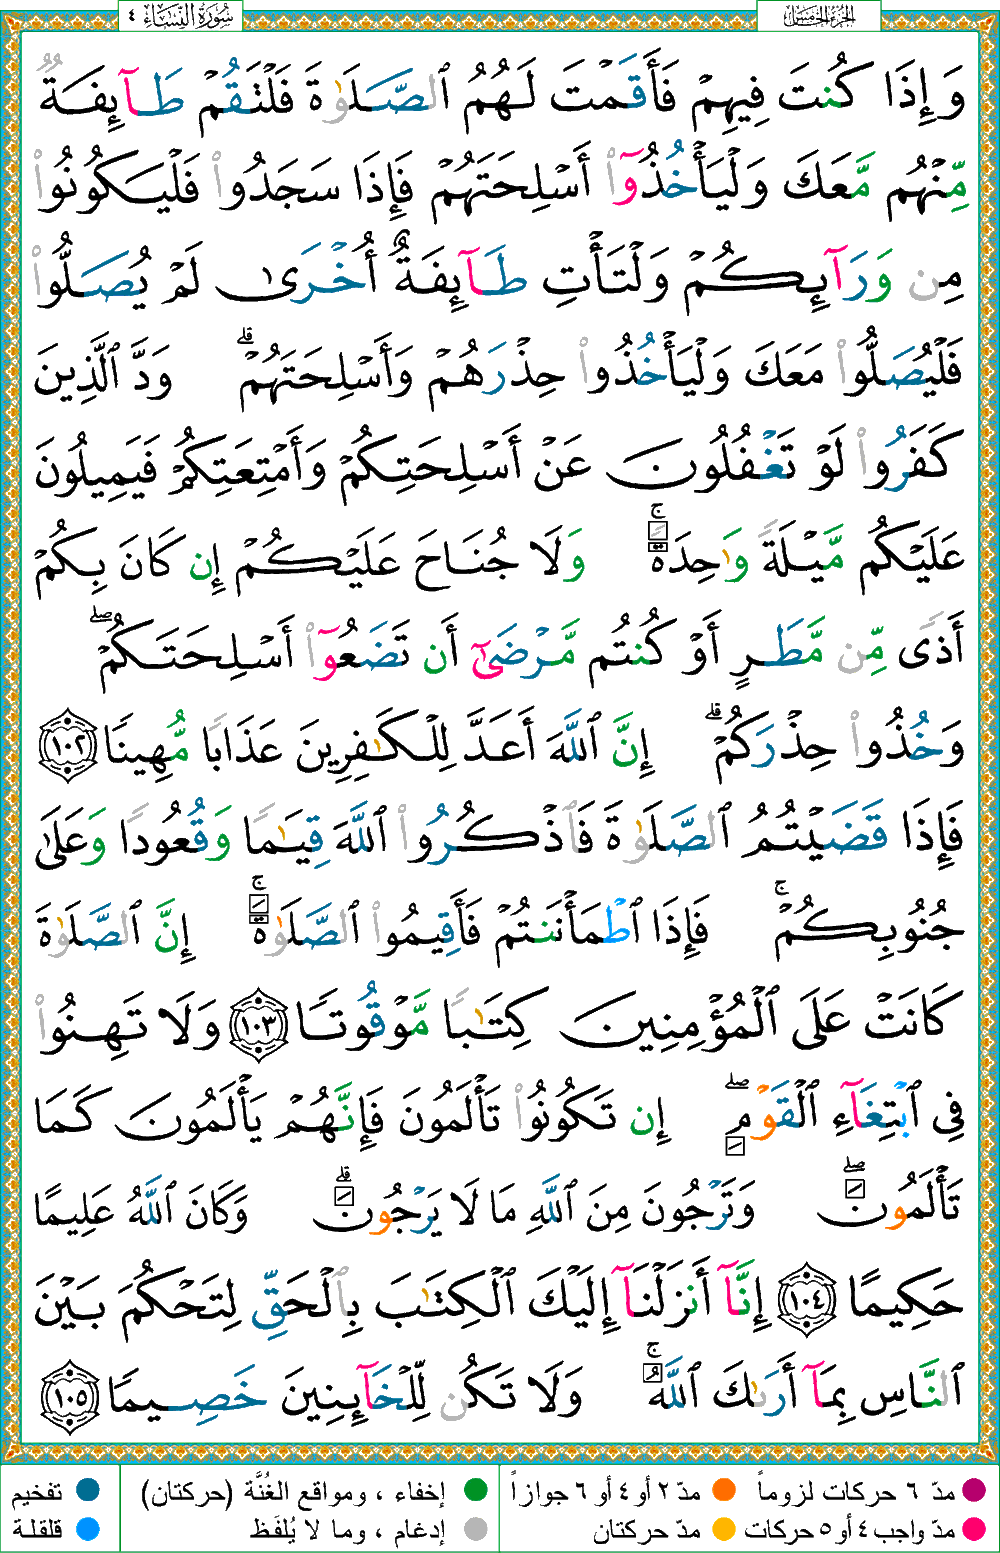 سُورَةُ النِّسَاءِ ٤
الجُزءُ الخَامِسُ
وَإِذَا كُنتَ فِيهِمْ فَأَقَمْتَ لَهُمُ ٱلصَّلَوٰةَ فَلْتَقُمْ طَآئِفَةٌ
مِّنْهُم مَّعَكَ وَلْيَأْخُذُوٓا۟ أَسْلِحَتَهُمْ فَإِذَا سَجَدُوا۟ فَلْيَكُونُوا۟
مِن وَرَآئِكُمْ وَلْتَأْتِ طَآئِفَةٌ أُخْرَىٰ لَمْ يُصَلُّوا۟
فَلْيُصَلُّوا۟ مَعَكَ وَلْيَأْخُذُوا۟ حِذْرَهُمْ وَأَسْلِحَتَهُمْ ۗ وَدَّ ٱلَّذِينَ
كَفَرُوا۟ لَوْ تَغْفُلُونَ عَنْ أَسْلِحَتِكُمْ وَأَمْتِعَتِكُمْ فَيَمِيلُونَ
عَلَيْكُم مَّيْلَةً وَٰحِدَةً ۚ وَلَا جُنَاحَ عَلَيْكُمْ إِن كَانَ بِكُمْ
أَذًى مِّن مَّطَرٍ أَوْ كُنتُم مَّرْضَىٰٓ أَن تَضَعُوٓا۟ أَسْلِحَتَكُمْ ۖ
وَخُذُوا۟ حِذْرَكُمْ ۗ إِنَّ ٱللَّهَ أَعَدَّ لِلْكَـٰفِرِينَ عَذَابًا مُّهِينًا ١٠٢
فَإِذَا قَضَيْتُمُ ٱلصَّلَوٰةَ فَٱذْكُرُوا۟ ٱللَّهَ قِيَـٰمًا وَقُعُودًا وَعَلَىٰ
جُنُوبِكُمْ ۚ فَإِذَا ٱطْمَأْنَنتُمْ فَأَقِيمُوا۟ ٱلصَّلَوٰةَ ۚ إِنَّ ٱلصَّلَوٰةَ
كَانَتْ عَلَى ٱلْمُؤْمِنِينَ كِتَـٰبًا مَّوْقُوتًا ١٠٣ وَلَا تَهِنُوا۟
فِى ٱبْتِغَآءِ ٱلْقَوْمِ ۖ إِن تَكُونُوا۟ تَأْلَمُونَ فَإِنَّهُمْ يَأْلَمُونَ كَمَا
تَأْلَمُونَ ۖ وَتَرْجُونَ مِنَ ٱللَّهِ مَا لَا يَرْجُونَ ۗ وَكَانَ ٱللَّهُ عَلِيمًا
حَكِيمًا ١٠٤ إِنَّآ أَنزَلْنَآ إِلَيْكَ ٱلْكِتَـٰبَ بِٱلْحَقِّ لِتَحْكُمَ بَيْنَ
ٱلنَّاسِ بِمَآ أَرَىٰكَ ٱللَّهُ ۚ وَلَا تَكُن لِّلْخَآئِنِينَ خَصِيمًا ١٠٥
مدّ ٦ حركات لزوماً مدّ ٢ أو ٤ أو ٦ جوازاً إخفاء ، ومواقع الغُنَّة (حركتان) تفخيم
مدّ واجب ٤ أو ٥ حركات مدّ حركتان إدغام ، وما لا يُلفَظ قلقلة